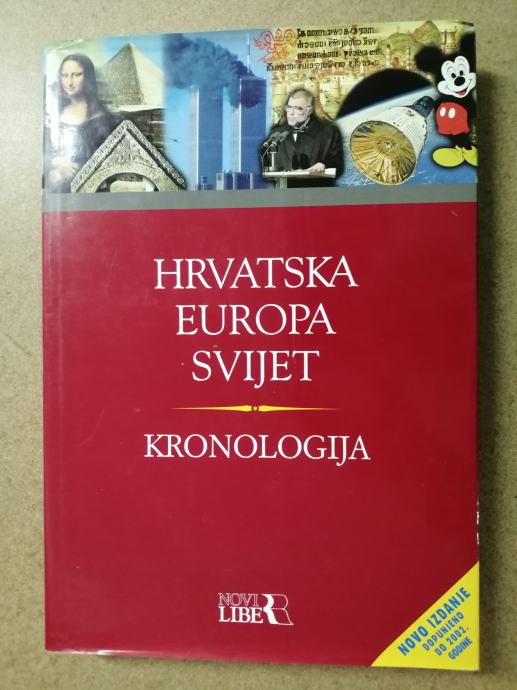 HRVATSKA
EUROPA
SVIJET
KRONOLOGIJA
NOVI
LIBER
NOVO IZDANJE
DOPUNJENO
DO 2002.
GODINE